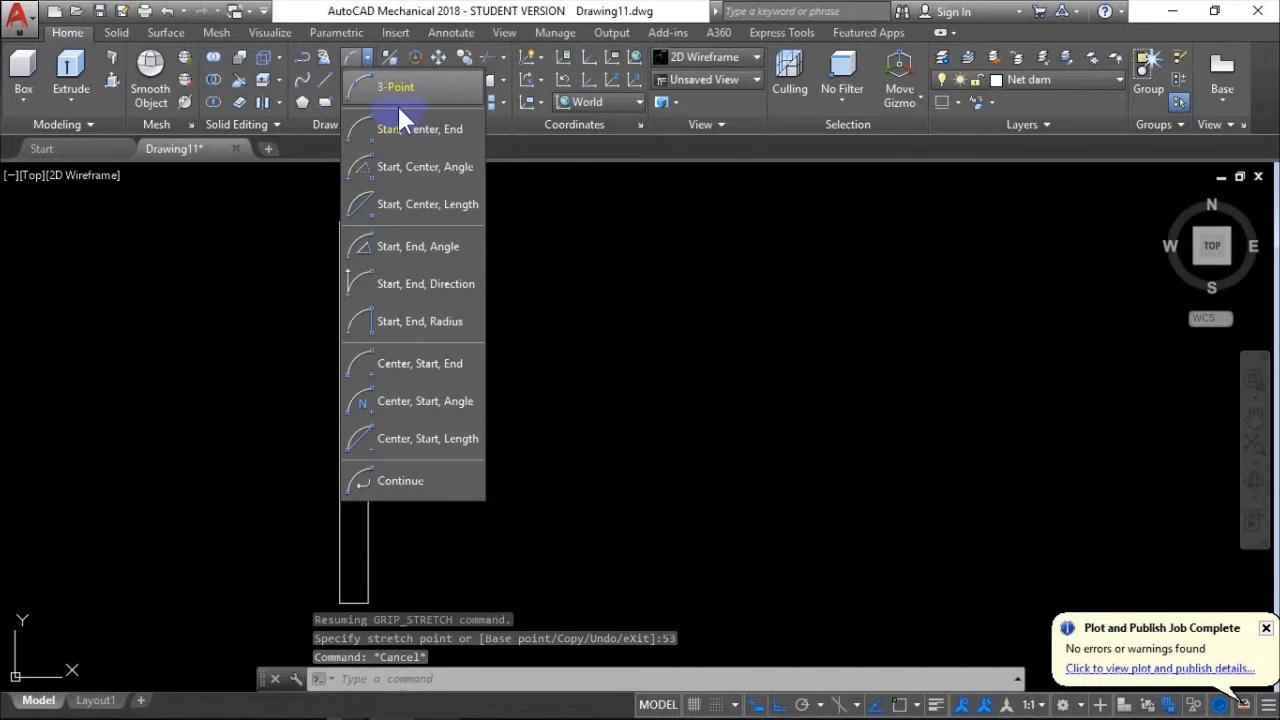 AutoCAD Mechanical 2018 - STUDENT VERSION    Drawing11.dwg
Type a keyword or phrase
Sign In
Home
Solid
Surface
Mesh
Visualize
Parametric
Insert
Annotate
View
Manage
Output
Add-ins
A360
Express Tools
Featured Apps
M
Box
Extrude
Smooth
Object
2D Wireframe
Unsaved View
World
Culling
No Filter
Move
Gizmo
Net dam
Group
Base
Modeling
Mesh
Solid Editing
Draw
Coordinates
View
Selection
Layers
Groups
View
Start
Drawing11*
[−][Top][2D Wireframe]
3-Point
Start, Center, End
Start, Center, Angle
Start, Center, Length
Start, End, Angle
Start, End, Direction
Start, End, Radius
Center, Start, End
Center, Start, Angle
Center, Start, Length
Continue
N
W
TOP
E
S
WCS
Y
X
Resuming GRIP_STRETCH command.
Specify stretch point or [Base point/Copy/Undo/eXit]:53
Command: *Cancel*
Type a command
Plot and Publish Job Complete
No errors or warnings found
Click to view plot and publish details...
Model
Layout1
MODEL
1:1